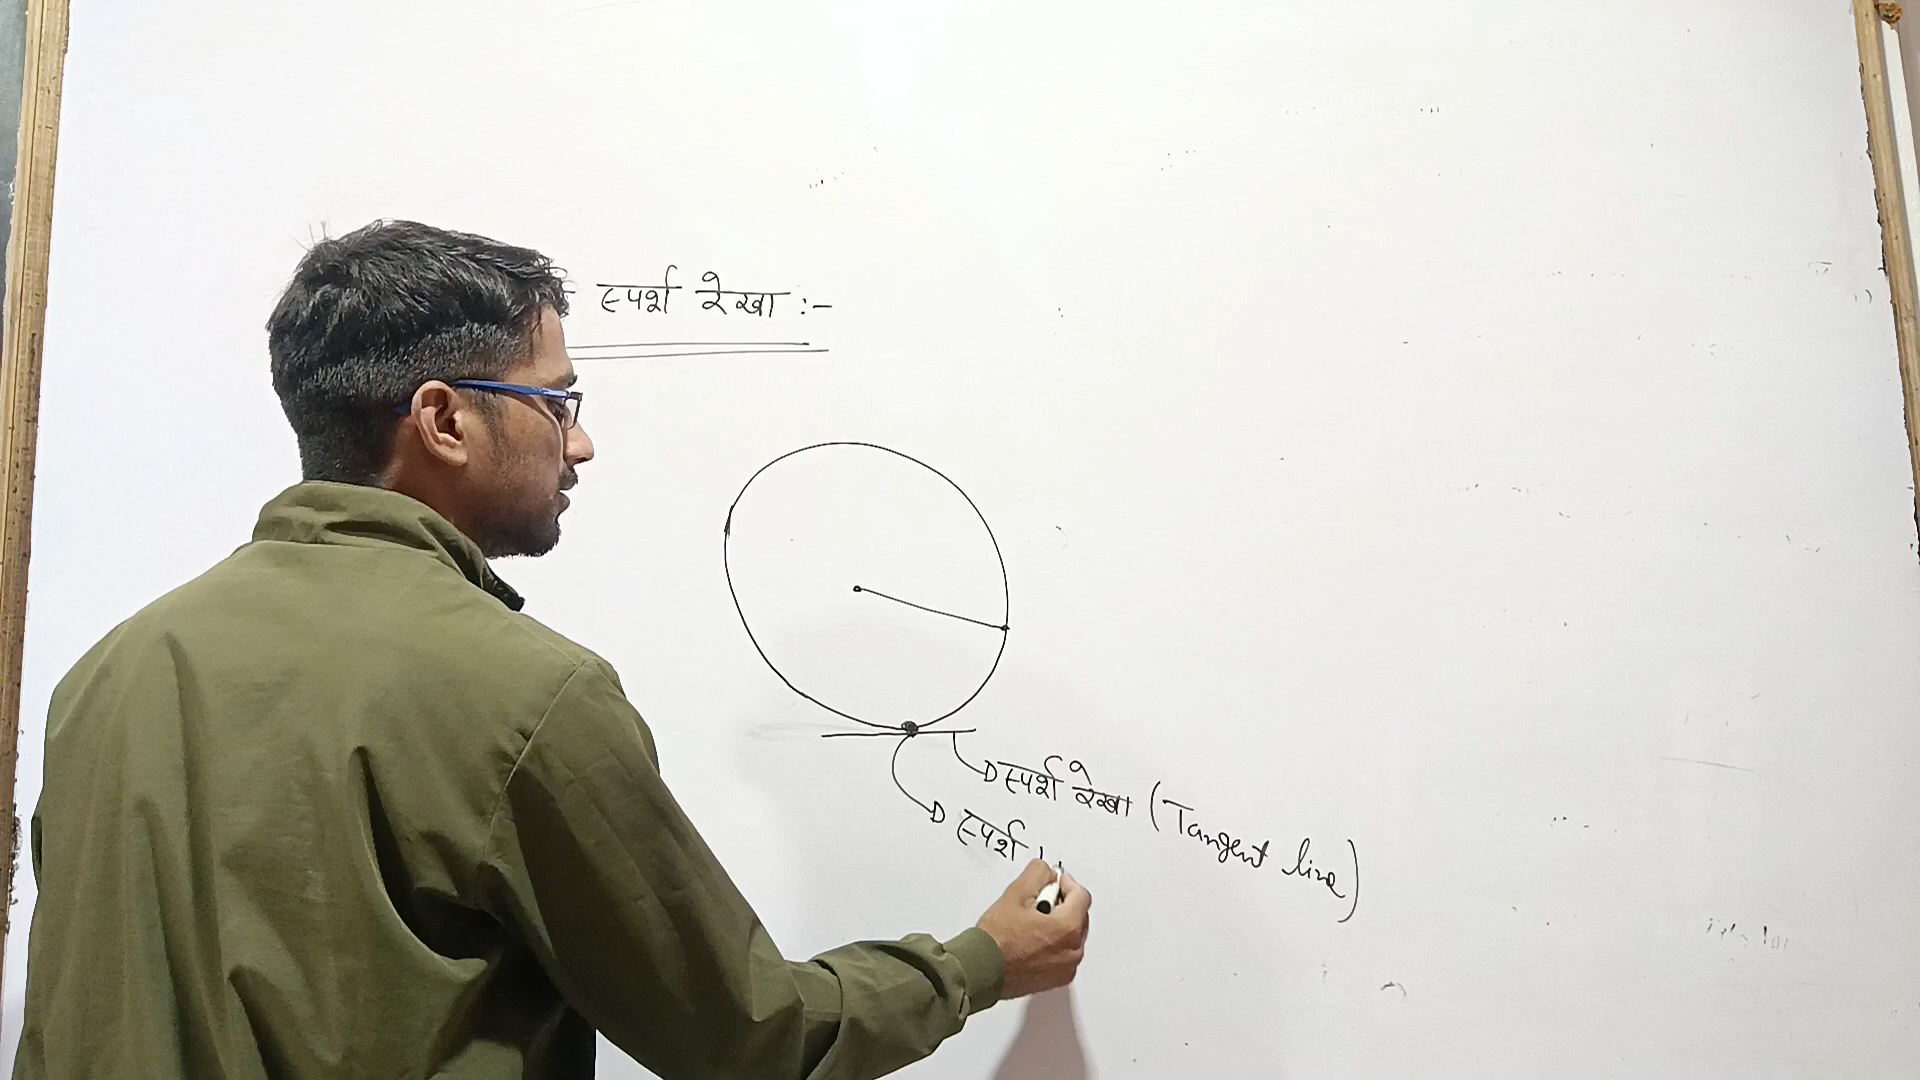 स्पर्श रेखा :-
स्पर्श रेखा (Tangent line)
स्पर्श